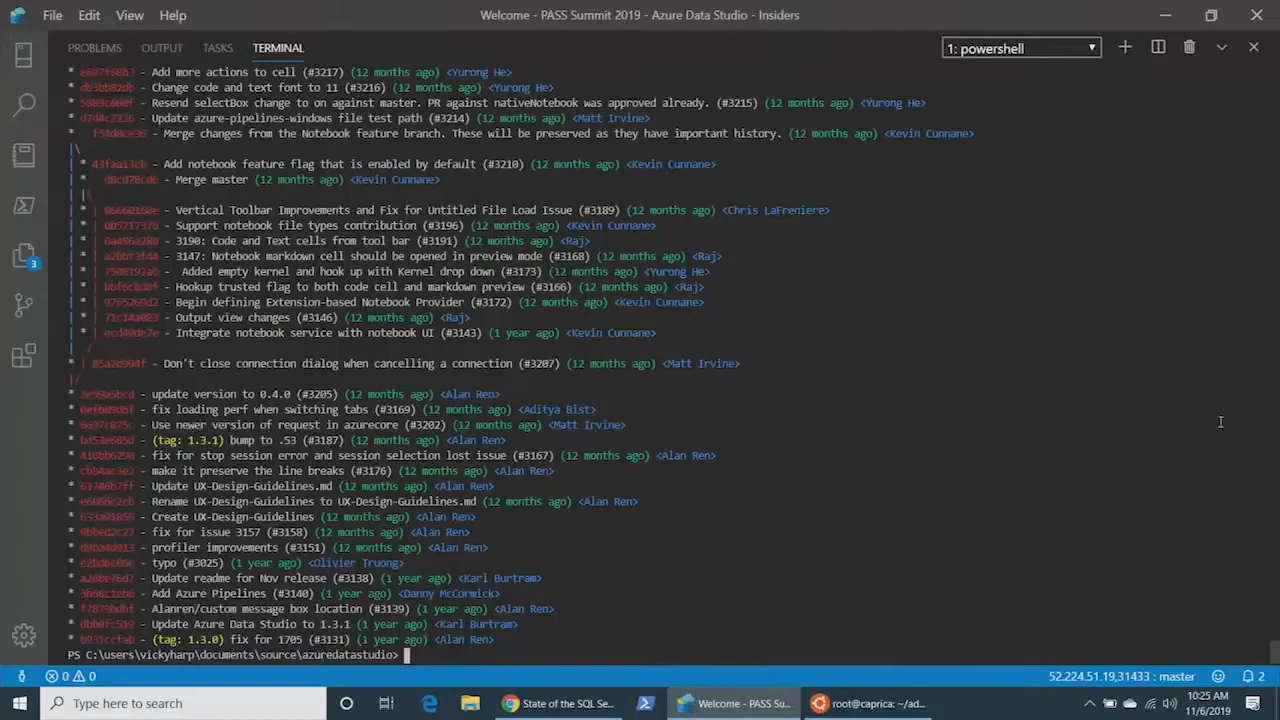 File Edit View Help Welcome - PASS Summit 2019 - Azure Data Studio - Insiders
PROBLEMS OUTPUT TASKS TERMINAL 1: powershell
* - Add more actions to cell (#3217) (12 months ago) <Yurong He>
* db3bb82db - Change code and text font to 11 (#3216) (12 months ago) <Yurong He>
* - Resend selectBox change to on against master. PR against nativeNotebook was approved already. (#3215) (12 months ago) <Yurong He>
* - Update azure-pipelines-windows file test path (#3214) (12 months ago) <Matt Irvine>
* - Merge changes from the Notebook feature branch. These will be preserved as they have important history. (12 months ago) <Kevin Cunnane>
|\
| * - Add notebook feature flag that is enabled by default (#3210) (12 months ago) <Kevin Cunnane>
| * d8cd78cd6 - Merge master (12 months ago) <Kevin Cunnane>
| |\
| * | - Vertical Toolbar Improvements and Fix for Untitled File Load Issue (#3189) (12 months ago) <Chris LaFreniere>
| * | 0b571737b - Support notebook file types contribution (#3196) (12 months ago) <Kevin Cunnane>
| * | - 3190: Code and Text cells from tool bar (#3191) (12 months ago) <Raj>
| * | a2bbf3f44 - 3147: Notebook markdown cell should be opened in preview mode (#3168) (12 months ago) <Raj>
| * | - Added empty kernel and hook up with Kernel drop down (#3173) (12 months ago) <Yurong He>
| * | - Hookup trusted flag to both code cell and markdown preview (#3166) (12 months ago) <Raj>
| * | 9765269d2 - Begin defining Extension-based Notebook Provider (#3172) (12 months ago) <Kevin Cunnane>
| * | - Output view changes (#3146) (12 months ago) <Raj>
| * | ecd40de7e - Integrate notebook service with notebook UI (#3143) (1 year ago) <Kevin Cunnane>
| /
* | 85a2d994f - Don't close connection dialog when cancelling a connection (#3207) (12 months ago) <Matt Irvine>
|/
* 3e59a5bcd - update version to 0.4.0 (#3205) (12 months ago) <Alan Ren>
* - fix loading perf when switching tabs (#3169) (12 months ago) <Aditya Bist>
* - Use newer version of request in azurecore (#3202) (12 months ago) <Matt Irvine>
* bd53e685d - (tag: 1.3.1) bump to .53 (#3187) (12 months ago) <Alan Ren>
* 410bb6290 - fix for stop session error and session selection lost issue (#3167) (12 months ago) <Alan Ren>
* cbb4ac3e2 - make it preserve the line breaks (#3176) (12 months ago) <Alan Ren>
* - Update UX-Design-Guidelines.md (12 months ago) <Alan Ren>
* e6066c2cb - Rename UX-Design-Guidelines to UX-Design-Guidelines.md (12 months ago) <Alan Ren>
* 633a91859 - Create UX-Design-Guidelines (12 months ago) <Alan Ren>
* 9bbed2c27 - fix for issue 3157 (#3158) (12 months ago) <Alan Ren>
* d9ba4d913 - profiler improvements (#3151) (12 months ago) <Alan Ren>
* - typo (#3025) (1 year ago) <Olivier Truong>
* a26be76d7 - Update readme for Nov release (#3138) (1 year ago) <Karl Burtram>
* - Add Azure Pipelines (#3140) (1 year ago) <Danny McCormick>
* - Alanren/custom message box location (#3139) (1 year ago) <Alan Ren>
* - Update Azure Data Studio to 1.3.1 (1 year ago) <Karl Burtram>
* b931ccfab - (tag: 1.3.0) fix for 1705 (#3131) (1 year ago) <Alan Ren>
PS C:\users\vickyharp\documents\source\azuredatastudio>
3
0 0 52.224.51.19,31433 : master 2
Type here to search State of the SQL Se... Welcome - PASS Su... root@caprica: ~/ad... 10:25 AM
11/6/2019